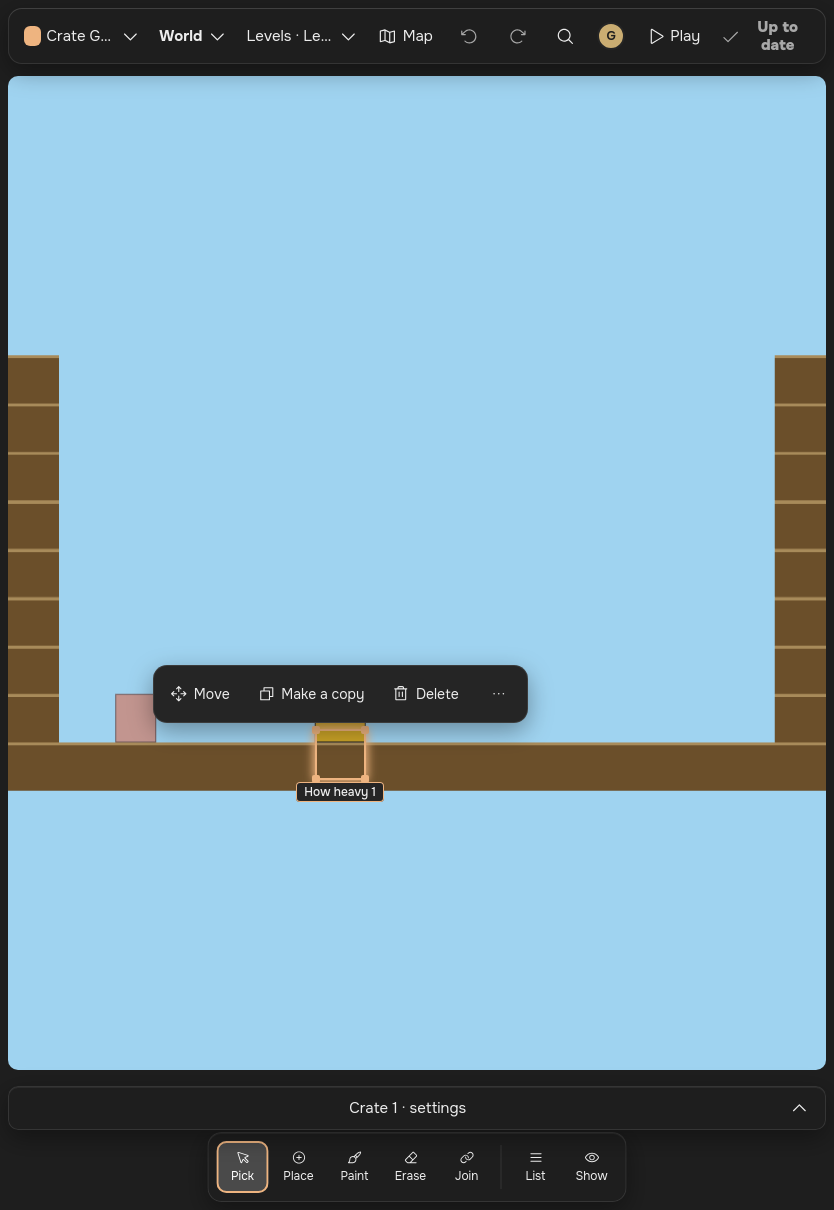 Crate G...
World
Levels · Le...
Map
G
Play
Up to
date
Move
Make a copy
Delete
...
How heavy 1
Crate 1 · settings
Pick
Place
Paint
Erase
Join
List
Show